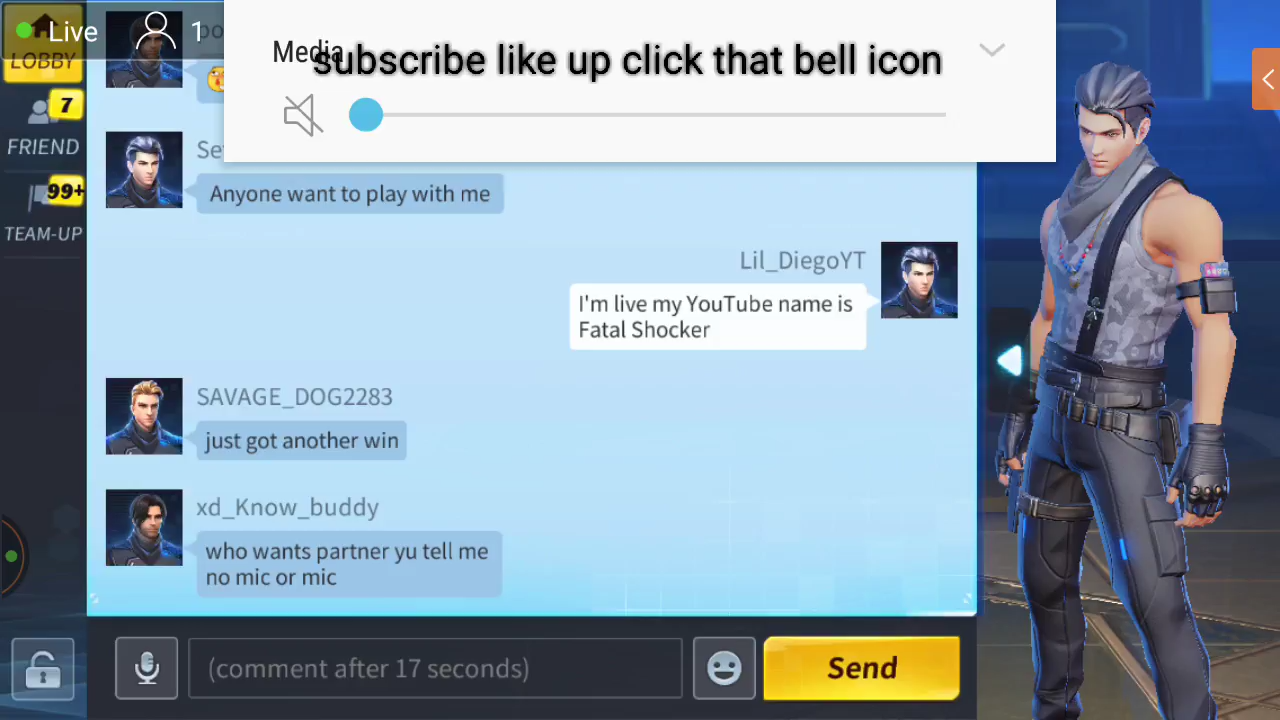 Live
1
LOBBY
po
Media
subscribe like up click that bell icon
7
FRIEND
99+
TEAM-UP
Se
Anyone want to play with me
Lil_DiegoYT
I'm live my YouTube name is
Fatal Shocker
SAVAGE_DOG2283
just got another win
xd_Know_buddy
who wants partner yu tell me
no mic or mic
(comment after 17 seconds)
Send